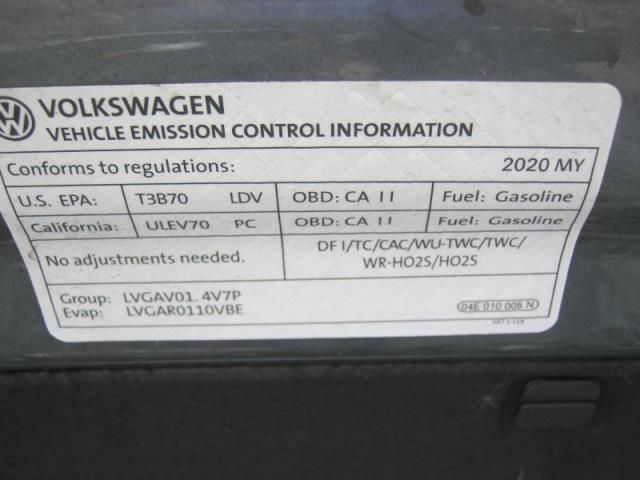 VOLKSWAGEN
VEHICLE EMISSION CONTROL INFORMATION
Conforms to regulations: 2020 MY
U.S. EPA: T3B70 LDV OBD: CA II Fuel: Gasoline
California: ULEV70 PC OBD: CA II Fuel: Gasoline
No adjustments needed. DFI/TC/CAC/WU-TWC/TWC/
WR-HO2S/HO2S
Group: LVGAV01.4V7P
Evap: LVGAR0110VBE
04E 010 006 N